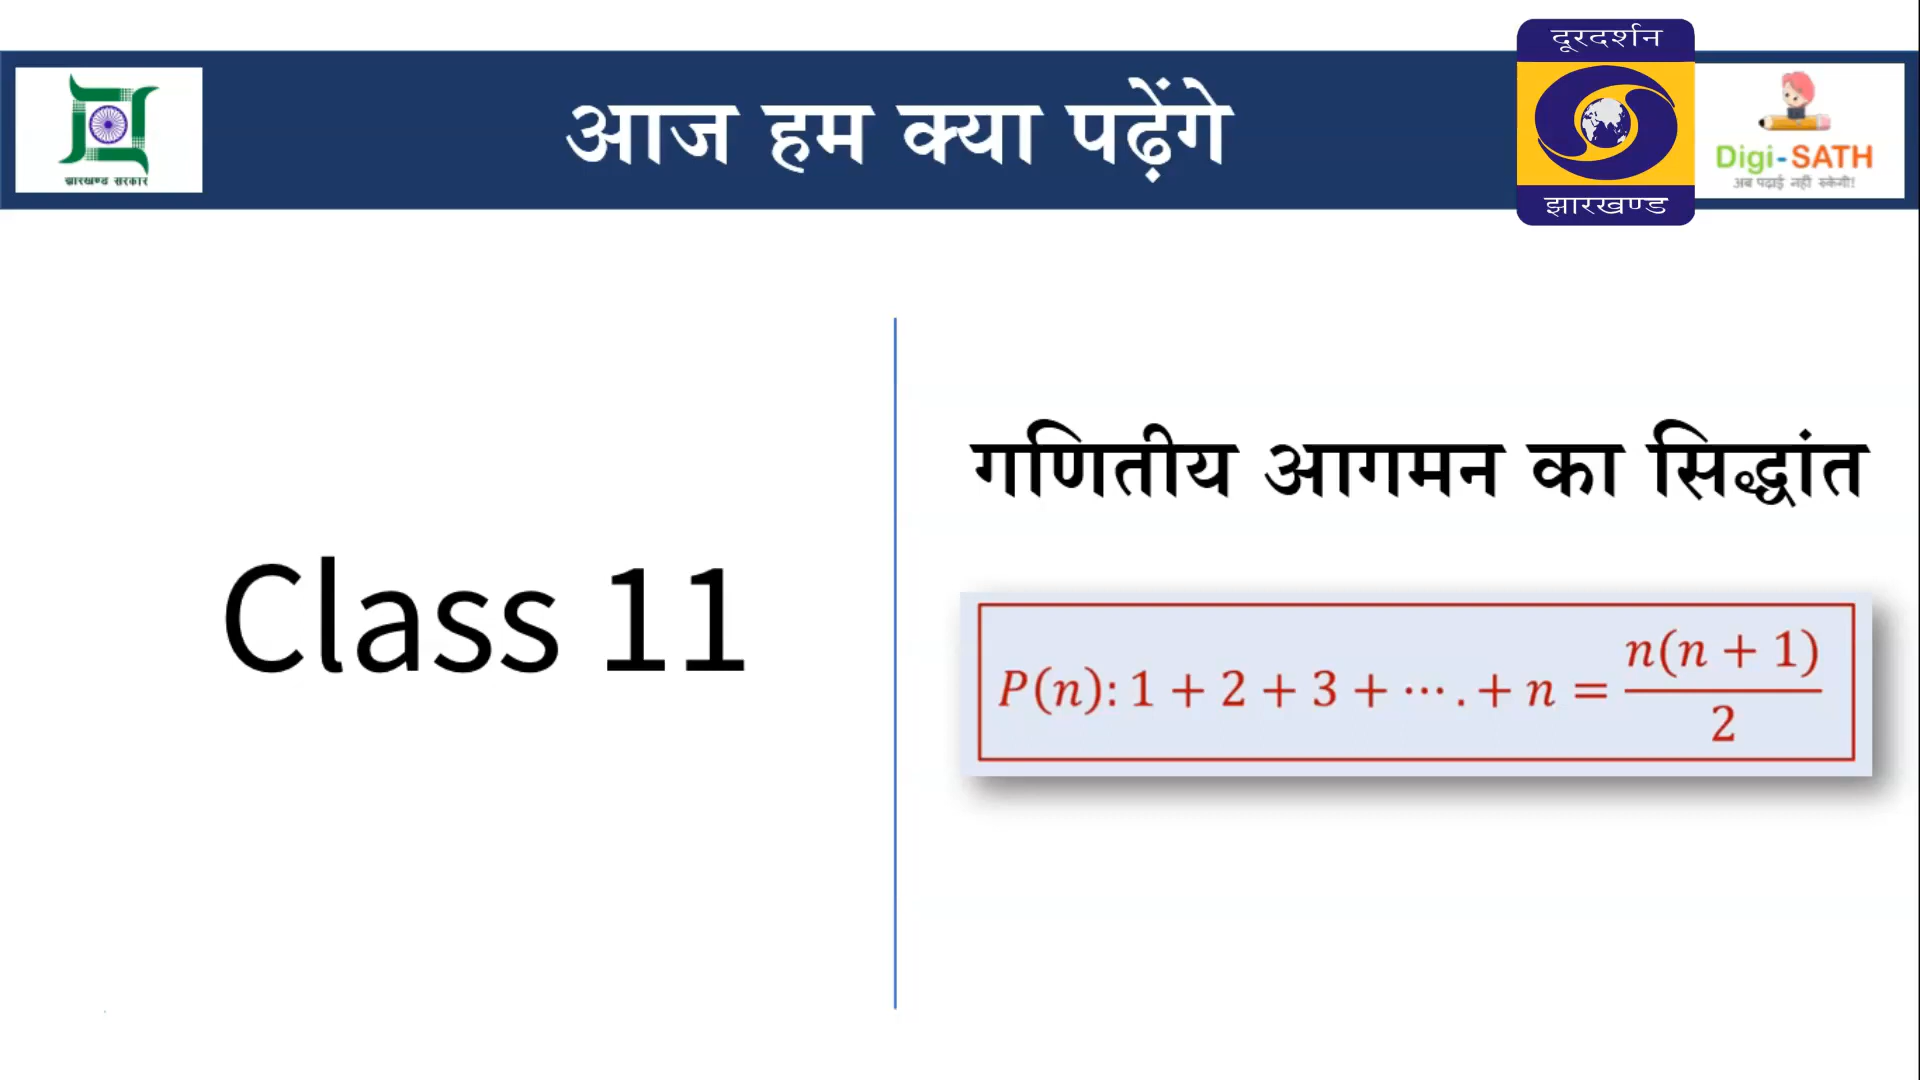 दूरदर्शन
आज हम क्या पढ़ेंगे
झारखण्ड सरकार
Digi-SATH
अब पढ़ाई नहीं रुकेगी!
झारखण्ड
गणितीय आगमन का सिद्धांत
Class 11
P(n): 1 + 2 + 3 + ⋯ . + n = n(n + 1)/2